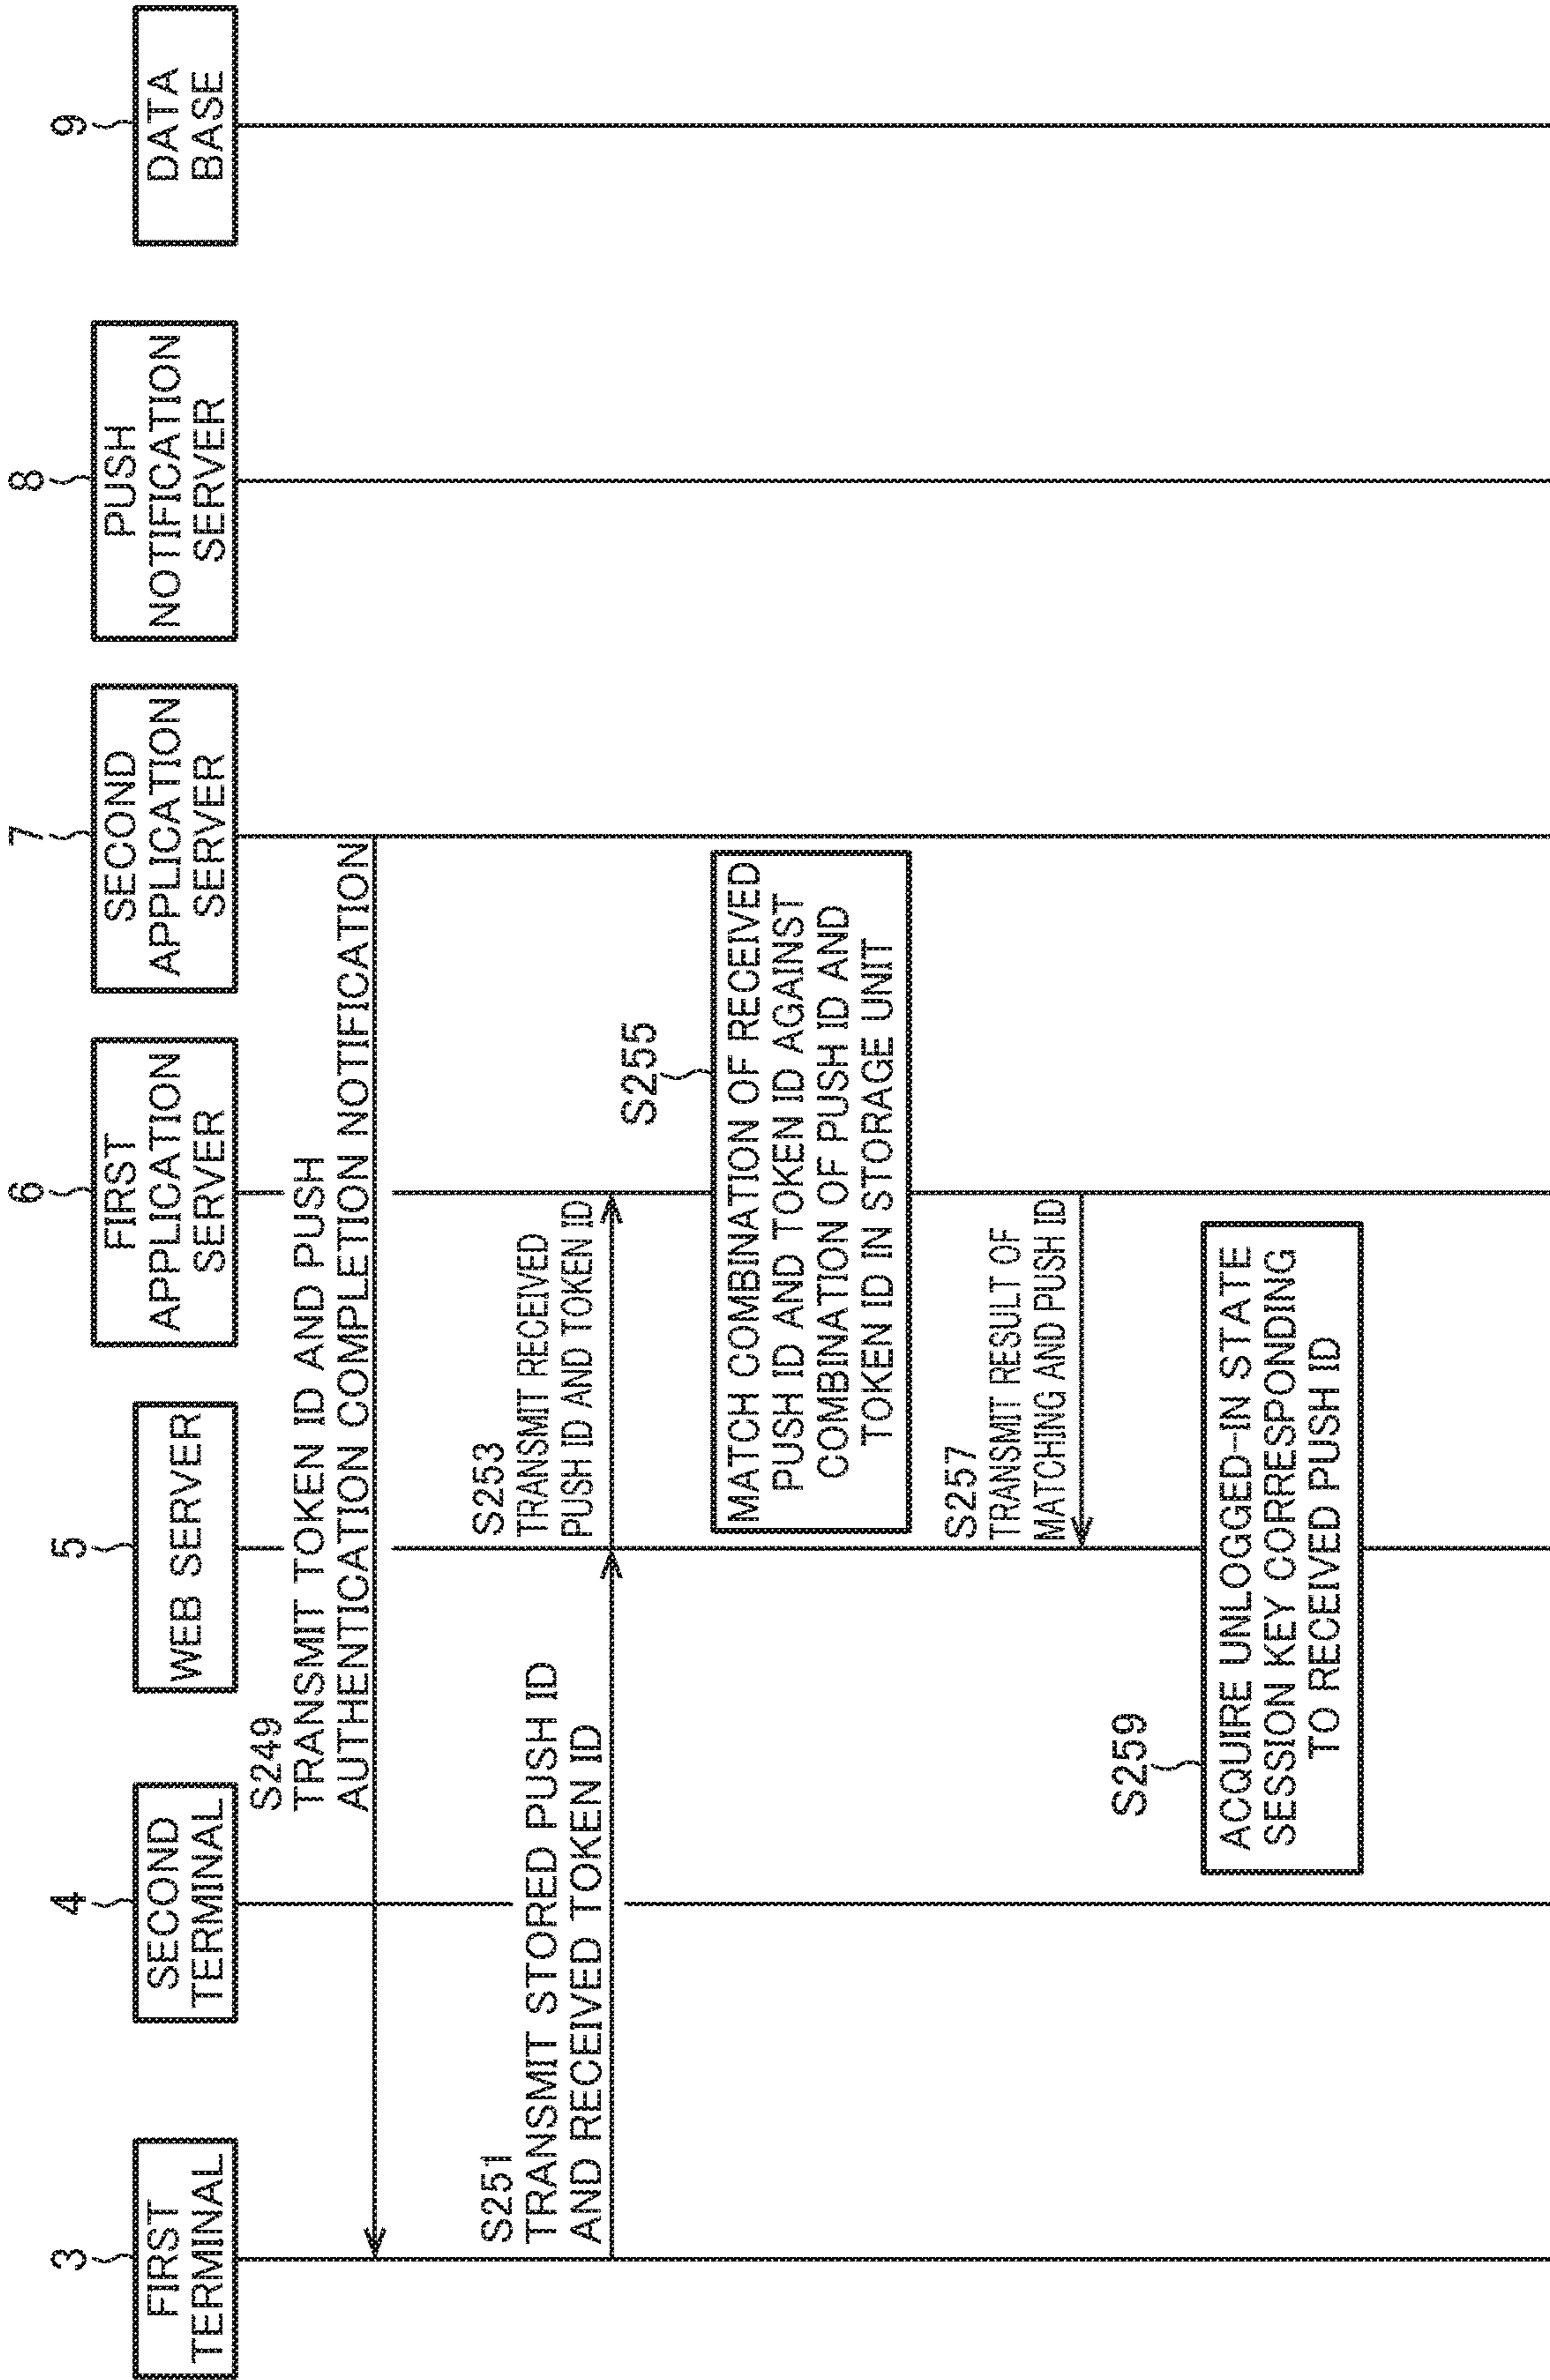 3
FIRST
TERMINAL
4
SECOND
TERMINAL
5
WEB SERVER
6
FIRST
APPLICATION
SERVER
7
SECOND
APPLICATION
SERVER
8
PUSH
NOTIFICATION
SERVER
9
DATA
BASE
S249
TRANSMIT TOKEN ID AND PUSH
AUTHENTICATION COMPLETION NOTIFICATION
S251
TRANSMIT STORED PUSH ID
AND RECEIVED TOKEN ID
S253
TRANSMIT RECEIVED
PUSH ID AND TOKEN ID
S255
MATCH COMBINATION OF RECEIVED
PUSH ID AND TOKEN ID AGAINST
COMBINATION OF PUSH ID AND
TOKEN ID IN STORAGE UNIT
S257
TRANSMIT RESULT OF
MATCHING AND PUSH ID
S259
ACQUIRE UNLOGGED-IN STATE
SESSION KEY CORRESPONDING
TO RECEIVED PUSH ID